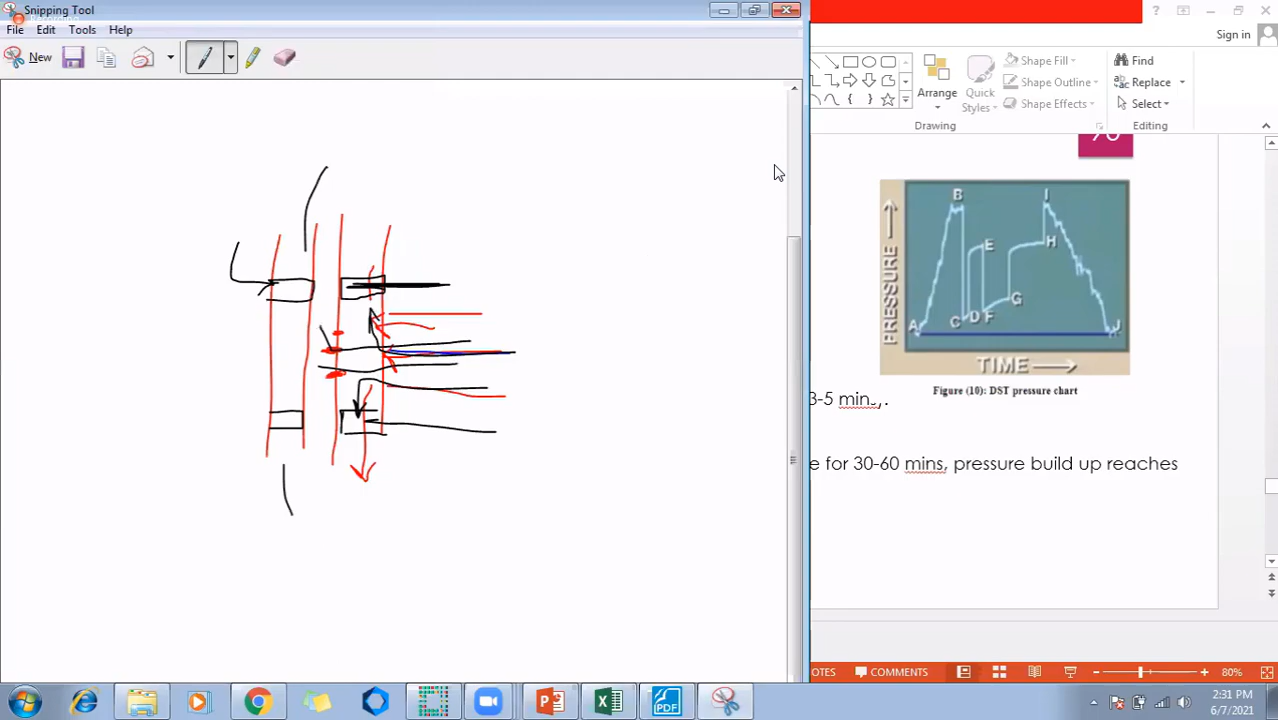 Snipping Tool
File Edit Tools Help
New
Sign in
Arrange
Quick Styles
Shape Fill
Shape Outline
Shape Effects
Drawing
Find
Replace
Select
Editing
PRESSURE
A B C D E F G H I J
TIME
Figure (10): DST pressure chart
3-5 mins,.
e for 30-60 mins, pressure build up reaches
OTES COMMENTS 80%
PDF
2:31 PM
6/7/2021